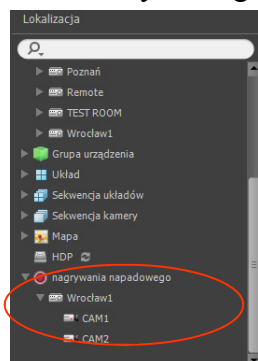 Lokalizacja
Poznań
Remote
TEST ROOM
Wrocław1
Grupa urządzenia
Układ
Sekwencja układów
Sekwencja kamery
Mapa
HDP
nagrywania napadowego
Wrocław1
CAM1
CAM2